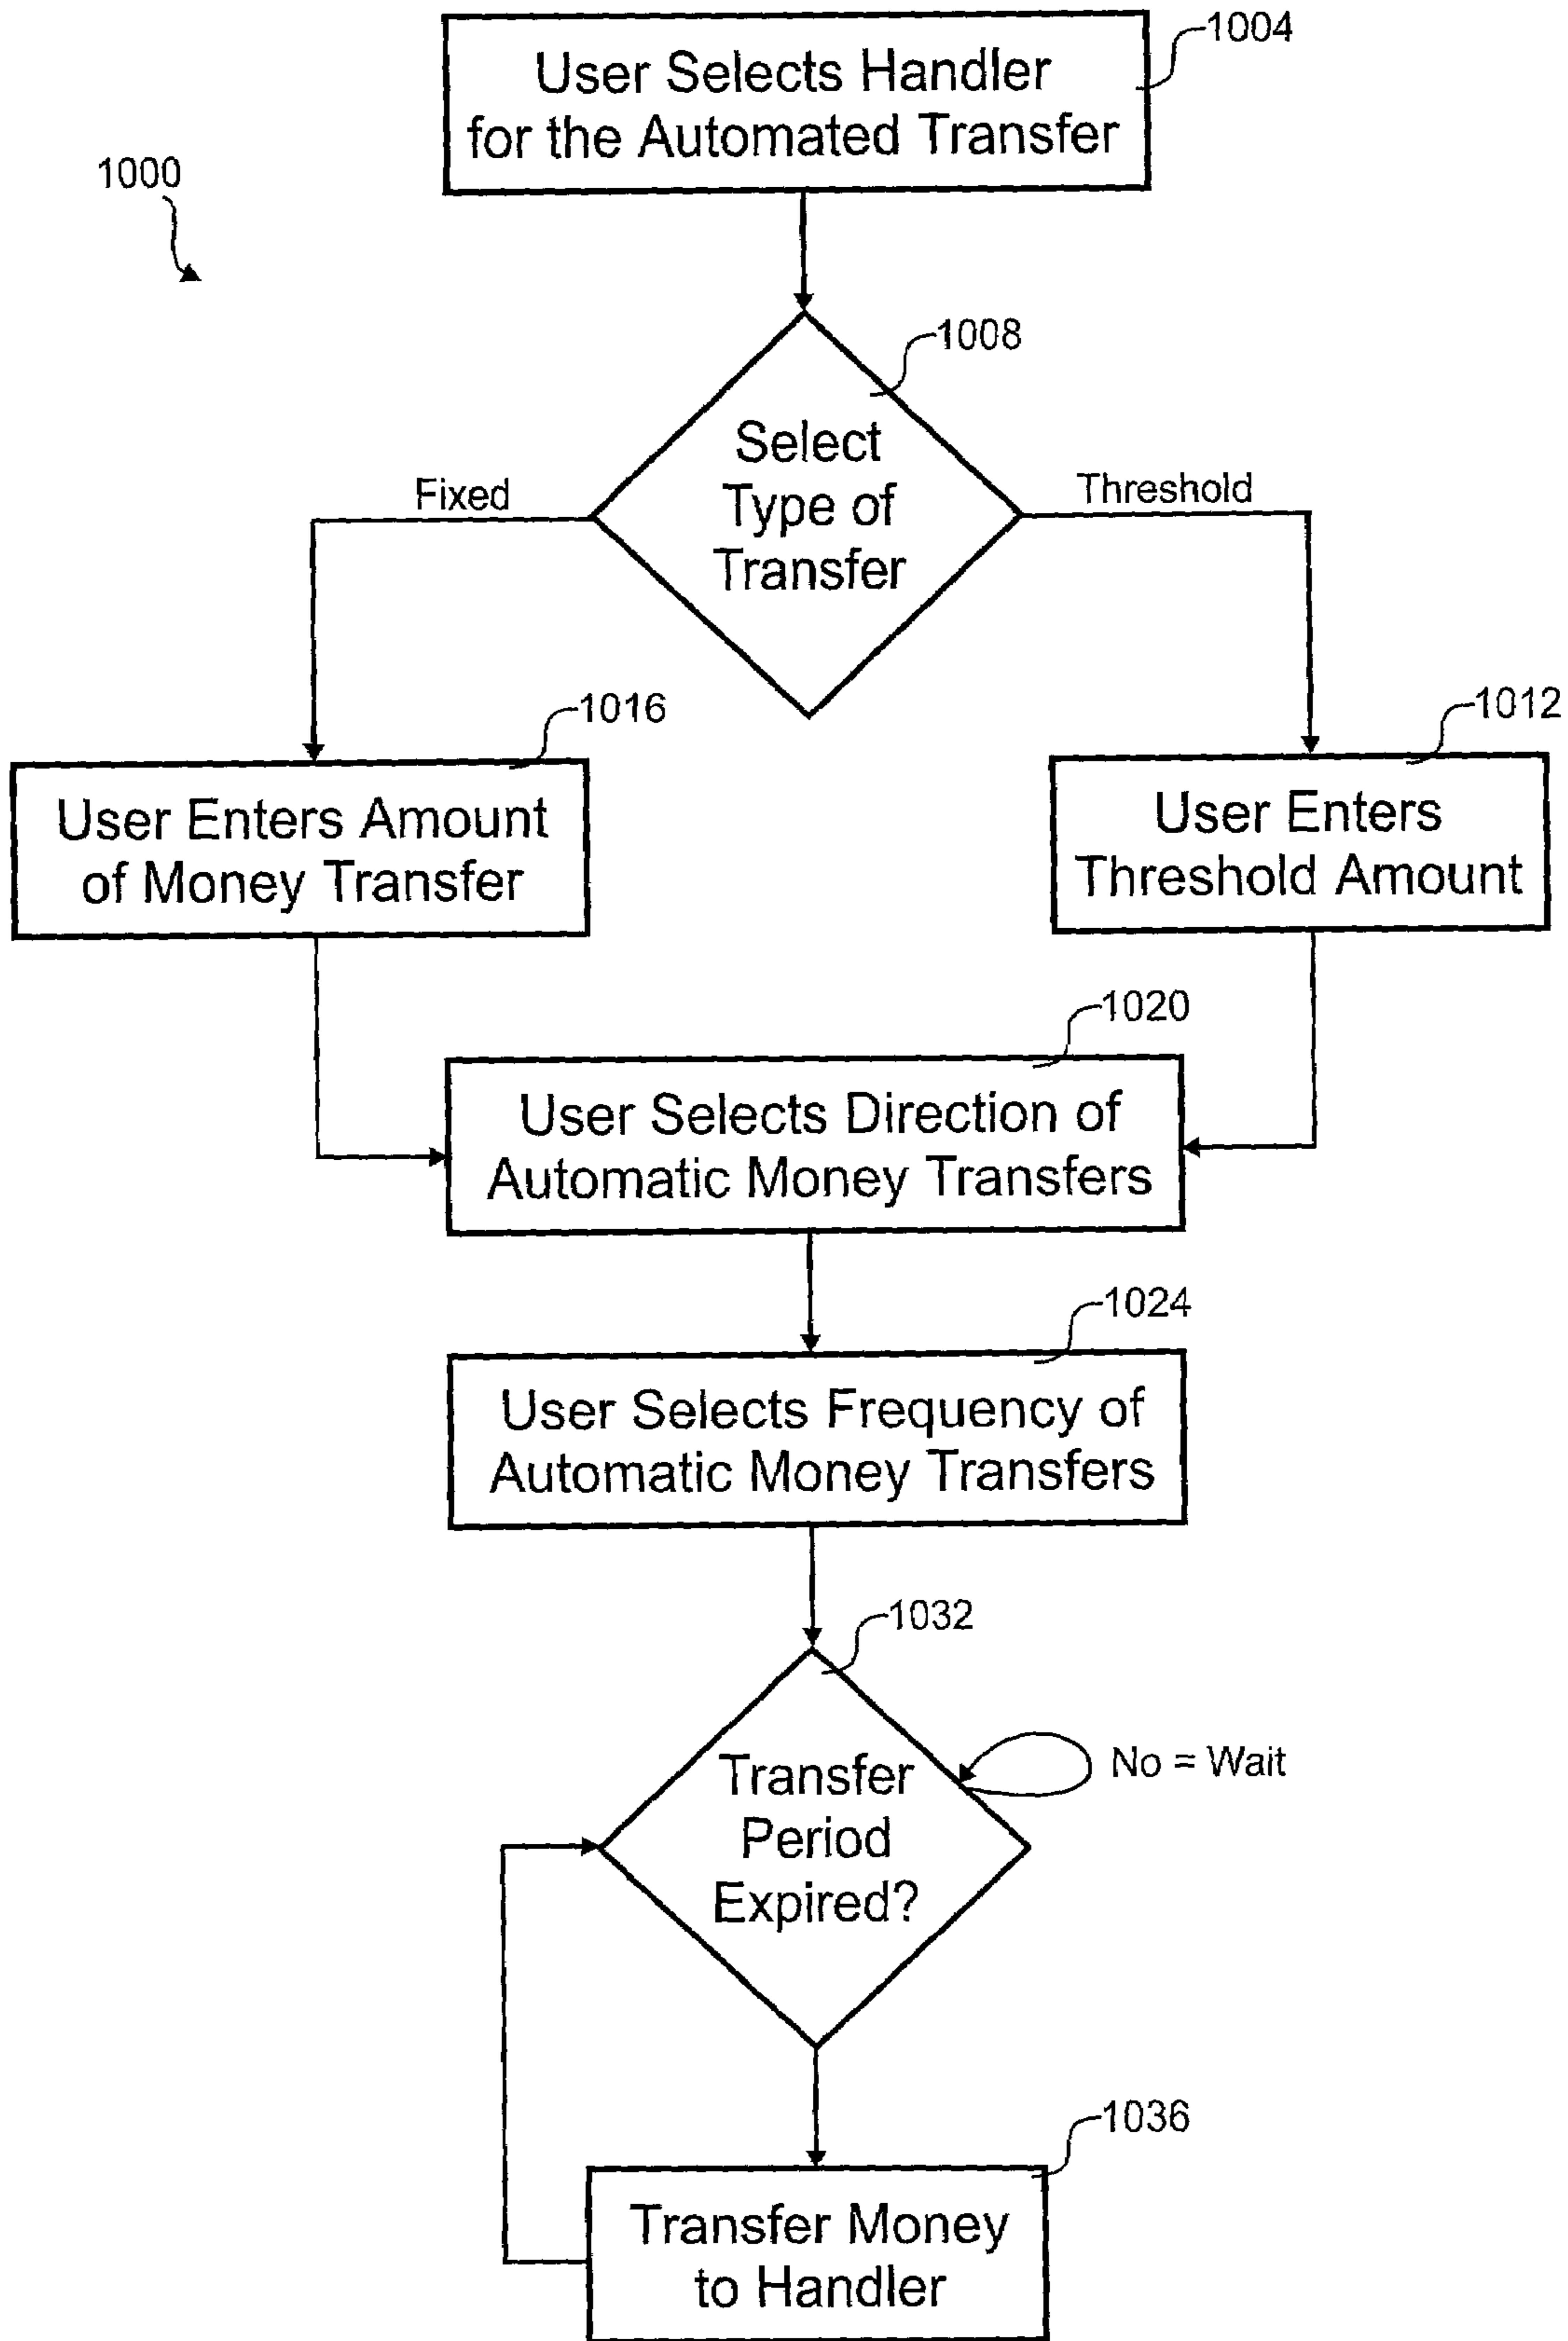 1004
User Selects Handler
for the Automated Transfer
1000
1008
Select
Type of
Transfer
Fixed
Threshold
1016
User Enters Amount
of Money Transfer
1012
User Enters
Threshold Amount
1020
User Selects Direction of
Automatic Money Transfers
1024
User Selects Frequency of
Automatic Money Transfers
1032
Transfer
Period
Expired?
No = Wait
1036
Transfer Money
to Handler